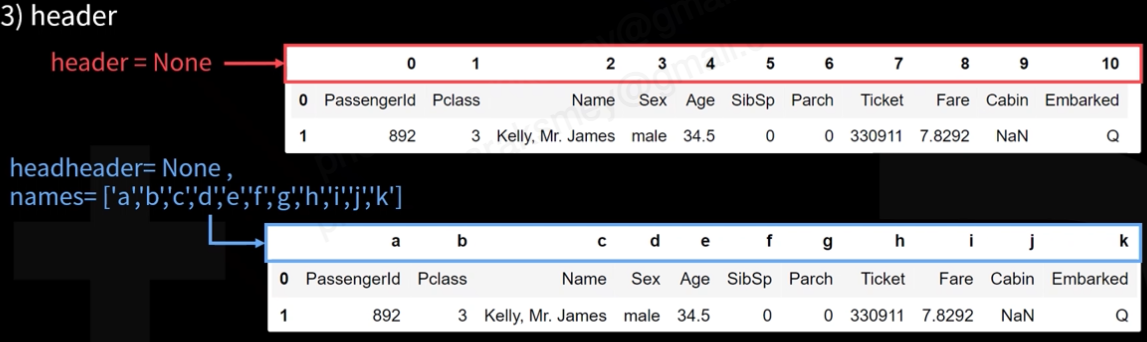 3) header
header = None
0 1 2 3 4 5 6 7 8 9 10
0 PassengerId Pclass Name Sex Age SibSp Parch Ticket Fare Cabin Embarked
1 892 3 Kelly, Mr. James male 34.5 0 0 330911 7.8292 NaN Q
headheader= None ,
names= ['a','b','c','d','e','f','g','h','i','j','k']
a b c d e f g h i j k
0 PassengerId Pclass Name Sex Age SibSp Parch Ticket Fare Cabin Embarked
1 892 3 Kelly, Mr. James male 34.5 0 0 330911 7.8292 NaN Q